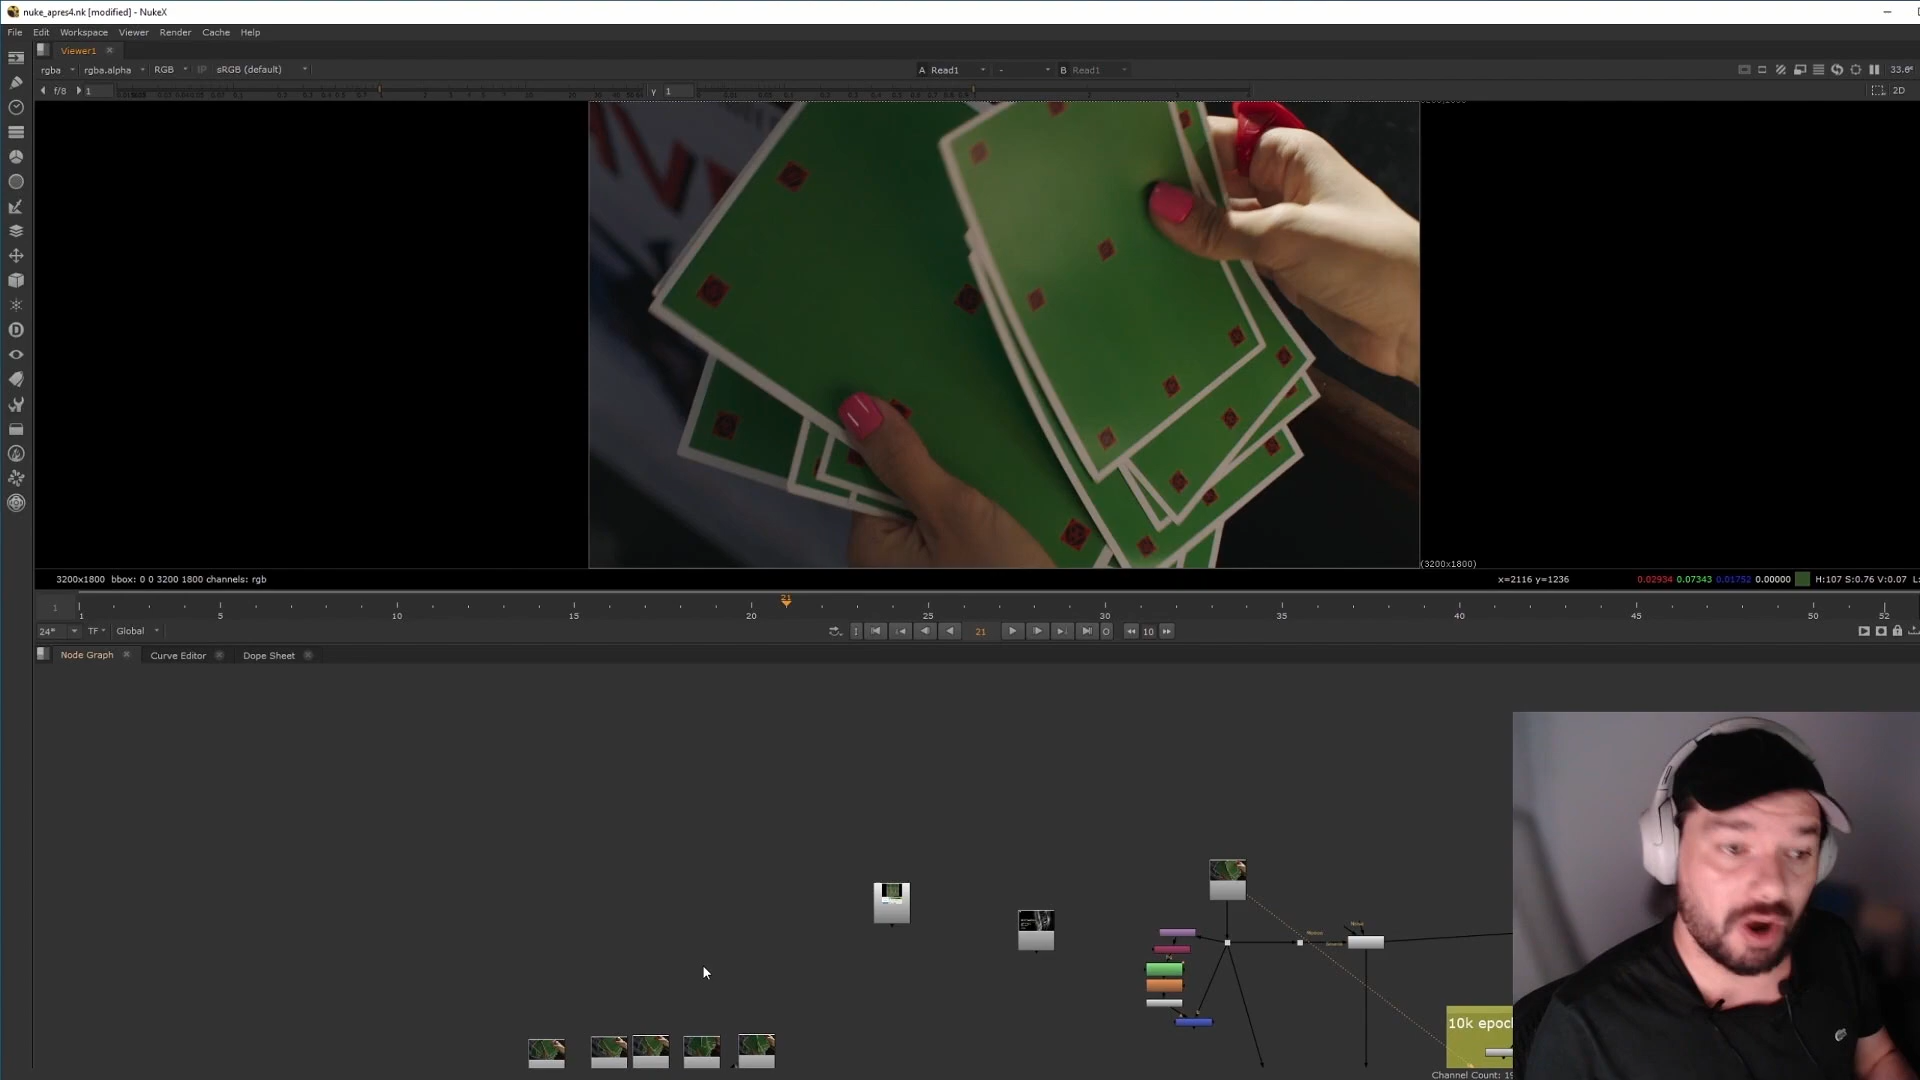 nuke_apres4.nk [modified] - NukeX
File Edit Workspace Viewer Render Cache Help
Viewer1
rgba rgba.alpha RGB IP sRGB (default) A Read1 - B Read1 33.6
f/8 1 y 1 2D
(3200x1800)
3200x1800 bbox: 0 0 3200 1800 channels: rgb x=2116 y=1236 0.02934 0.07343 0.01752 0.00000 H:107 S:0.76 V:0.07 L:
21
1 1 5 10 15 20 25 30 35 40 45 50 52
24* TF Global 21 10
Node Graph Curve Editor Dope Sheet
10k epoc
Channel Count: 19